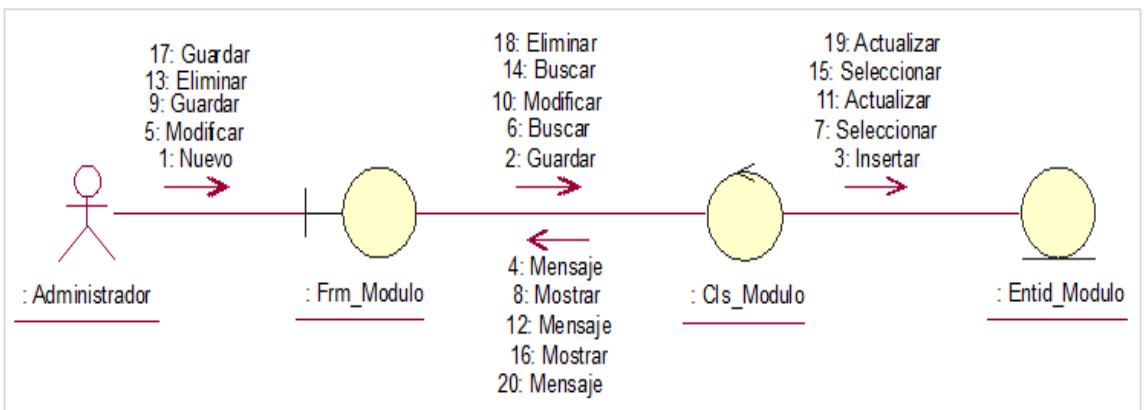 17: Guardar
13: Eliminar
9: Guardar
5: Modificar
1: Nuevo
18: Eliminar
14: Buscar
10: Modificar
6: Buscar
2: Guardar
19: Actualizar
15: Seleccionar
11: Actualizar
7: Seleccionar
3: Insertar
4: Mensaje
8: Mostrar
12: Mensaje
16: Mostrar
20: Mensaje
: Administrador
: Frm_Modulo
: Cls_Modulo
: Entid_Modulo